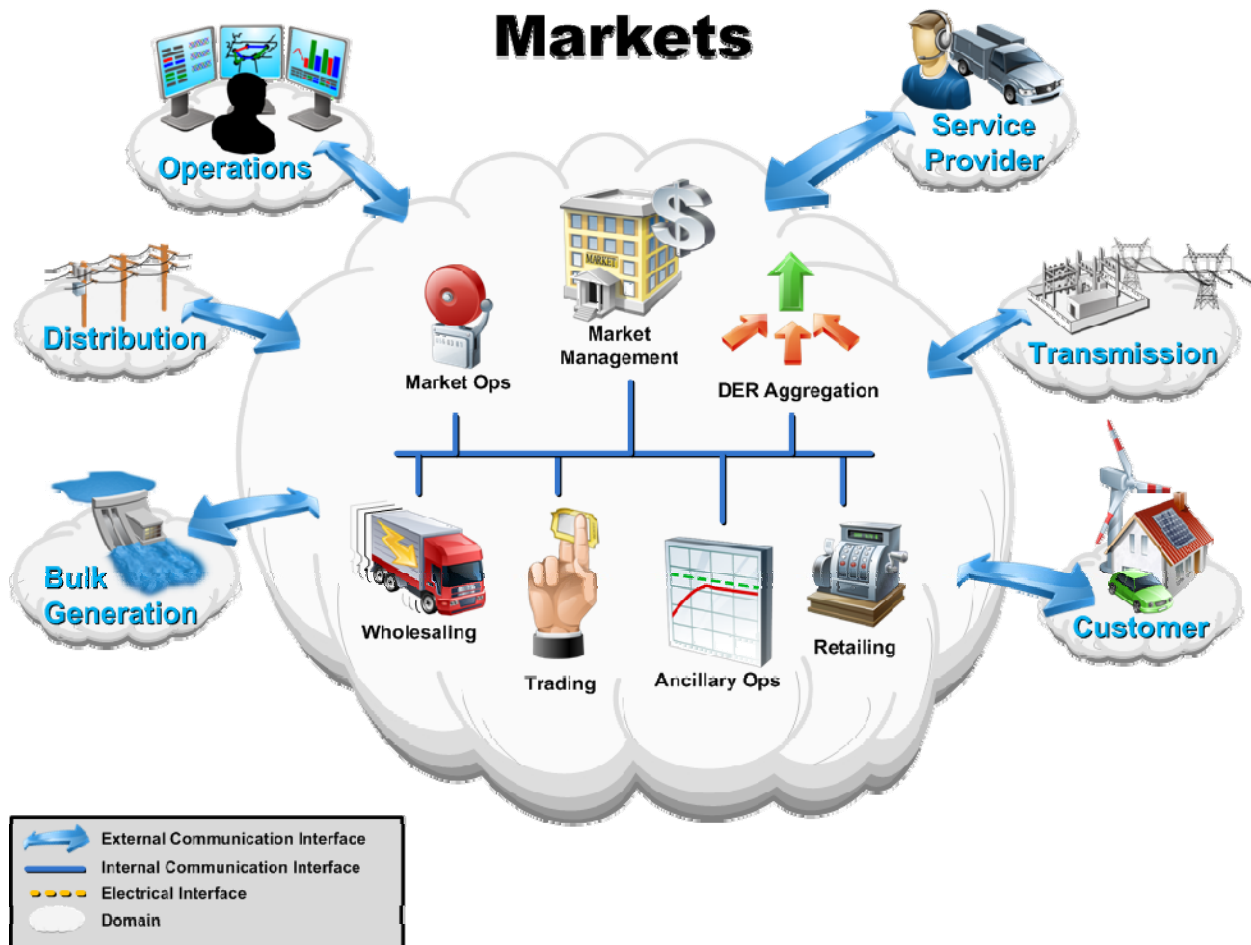 Markets
Operations
Service
Provider
Distribution
Transmission
MARKET
Market Ops
Market
Management
DER Aggregation
Bulk
Generation
Wholesaling
Trading
Ancillary Ops
Retailing
Customer
External Communication Interface
Internal Communication Interface
Electrical Interface
Domain